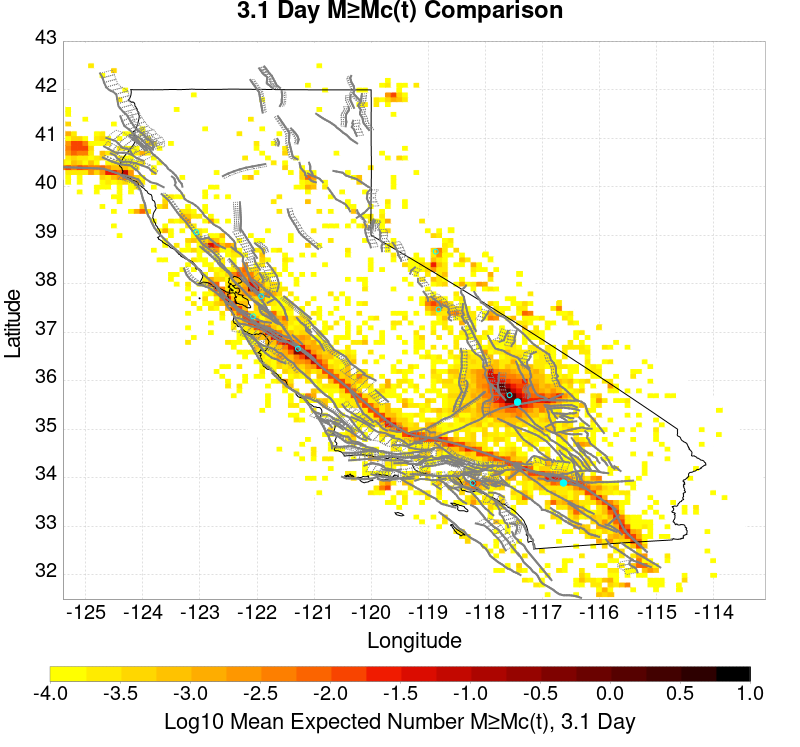 3.1 Day M≥Mc(t) Comparison
43
42
41
40
39
38
37
36
35
34
33
32
Latitude
-125 -124 -123 -122 -121 -120 -119 -118 -117 -116 -115 -114
Longitude
-4.0 -3.5 -3.0 -2.5 -2.0 -1.5 -1.0 -0.5 0.0 0.5 1.0
Log10 Mean Expected Number M≥Mc(t), 3.1 Day